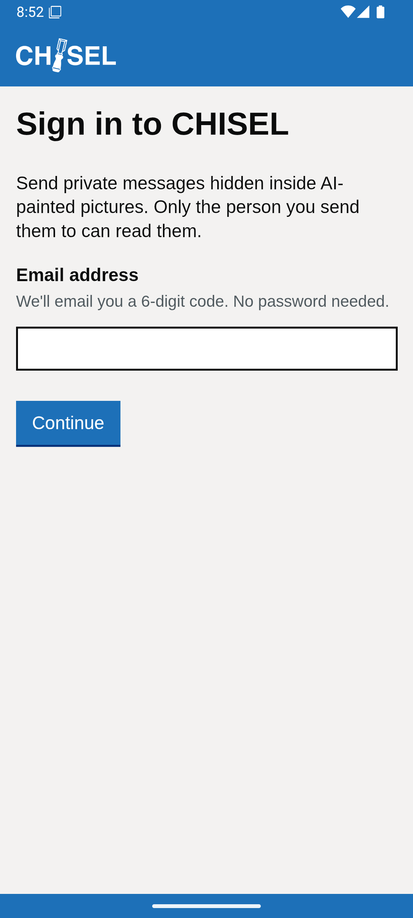 8:52
CHISEL
Sign in to CHISEL
Send private messages hidden inside AI-
painted pictures. Only the person you send
them to can read them.
Email address
We'll email you a 6-digit code. No password needed.
Continue